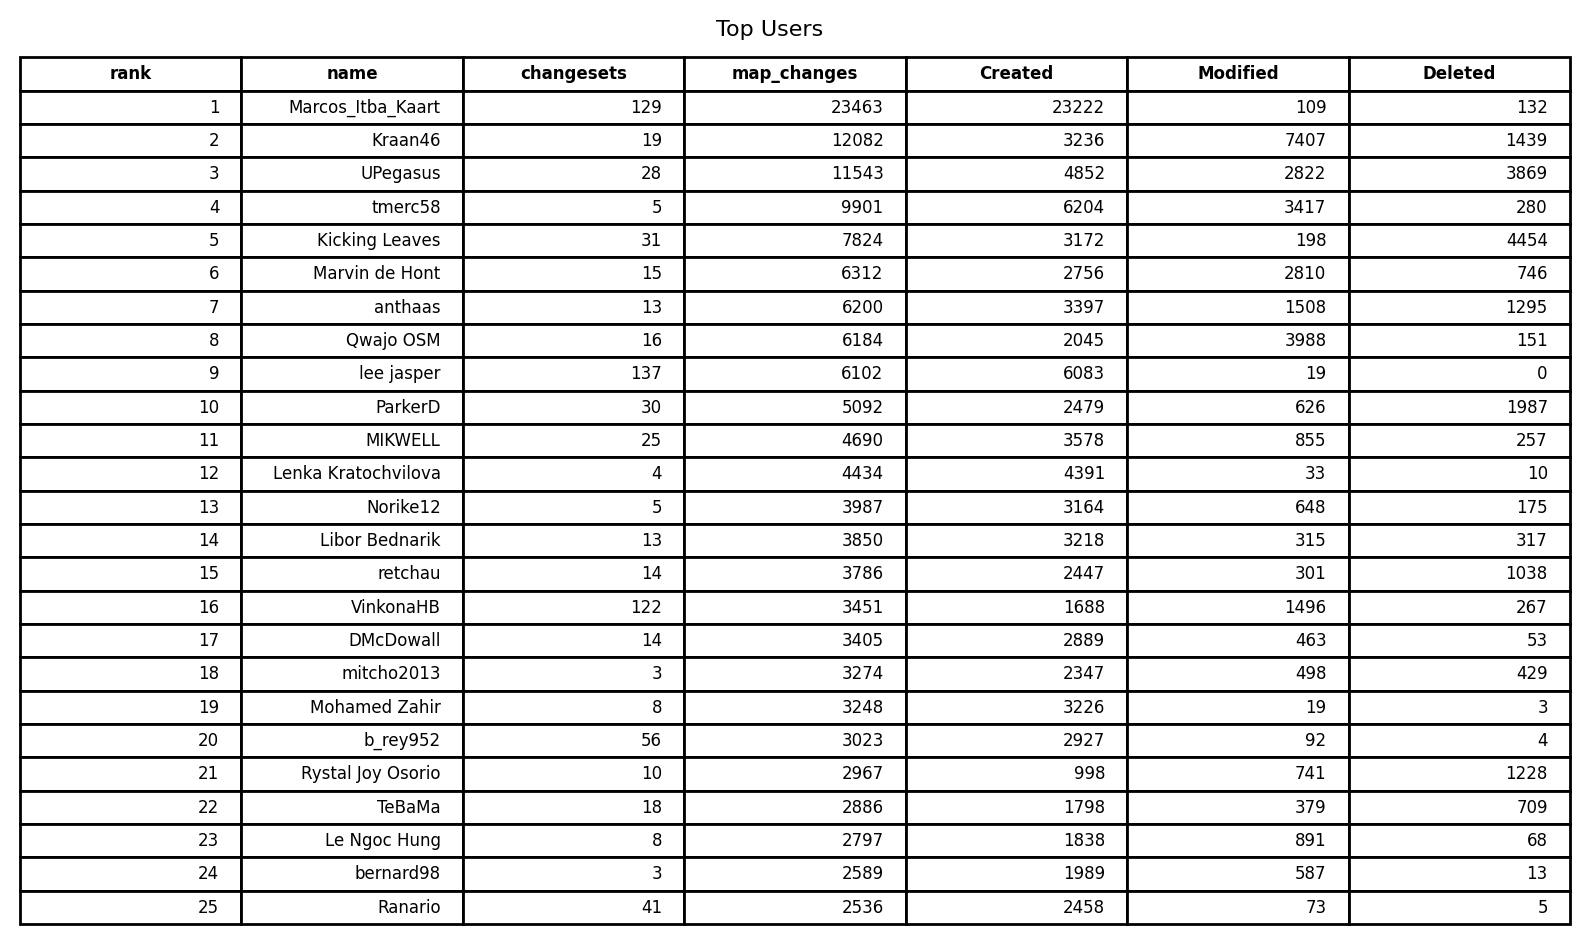 Top Users
rank name changesets map_changes Created Modified Deleted
1 Marcos_Itba_Kaart 129 23463 23222 109 132
2 Kraan46 19 12082 3236 7407 1439
3 UPegasus 28 11543 4852 2822 3869
4 tmerc58 5 9901 6204 3417 280
5 Kicking Leaves 31 7824 3172 198 4454
6 Marvin de Hont 15 6312 2756 2810 746
7 anthaas 13 6200 3397 1508 1295
8 Qwajo OSM 16 6184 2045 3988 151
9 lee jasper 137 6102 6083 19 0
10 ParkerD 30 5092 2479 626 1987
11 MIKWELL 25 4690 3578 855 257
12 Lenka Kratochvilova 4 4434 4391 33 10
13 Norike12 5 3987 3164 648 175
14 Libor Bednarik 13 3850 3218 315 317
15 retchau 14 3786 2447 301 1038
16 VinkonaHB 122 3451 1688 1496 267
17 DMcDowall 14 3405 2889 463 53
18 mitcho2013 3 3274 2347 498 429
19 Mohamed Zahir 8 3248 3226 19 3
20 b_rey952 56 3023 2927 92 4
21 Rystal Joy Osorio 10 2967 998 741 1228
22 TeBaMa 18 2886 1798 379 709
23 Le Ngoc Hung 8 2797 1838 891 68
24 bernard98 3 2589 1989 587 13
25 Ranario 41 2536 2458 73 5